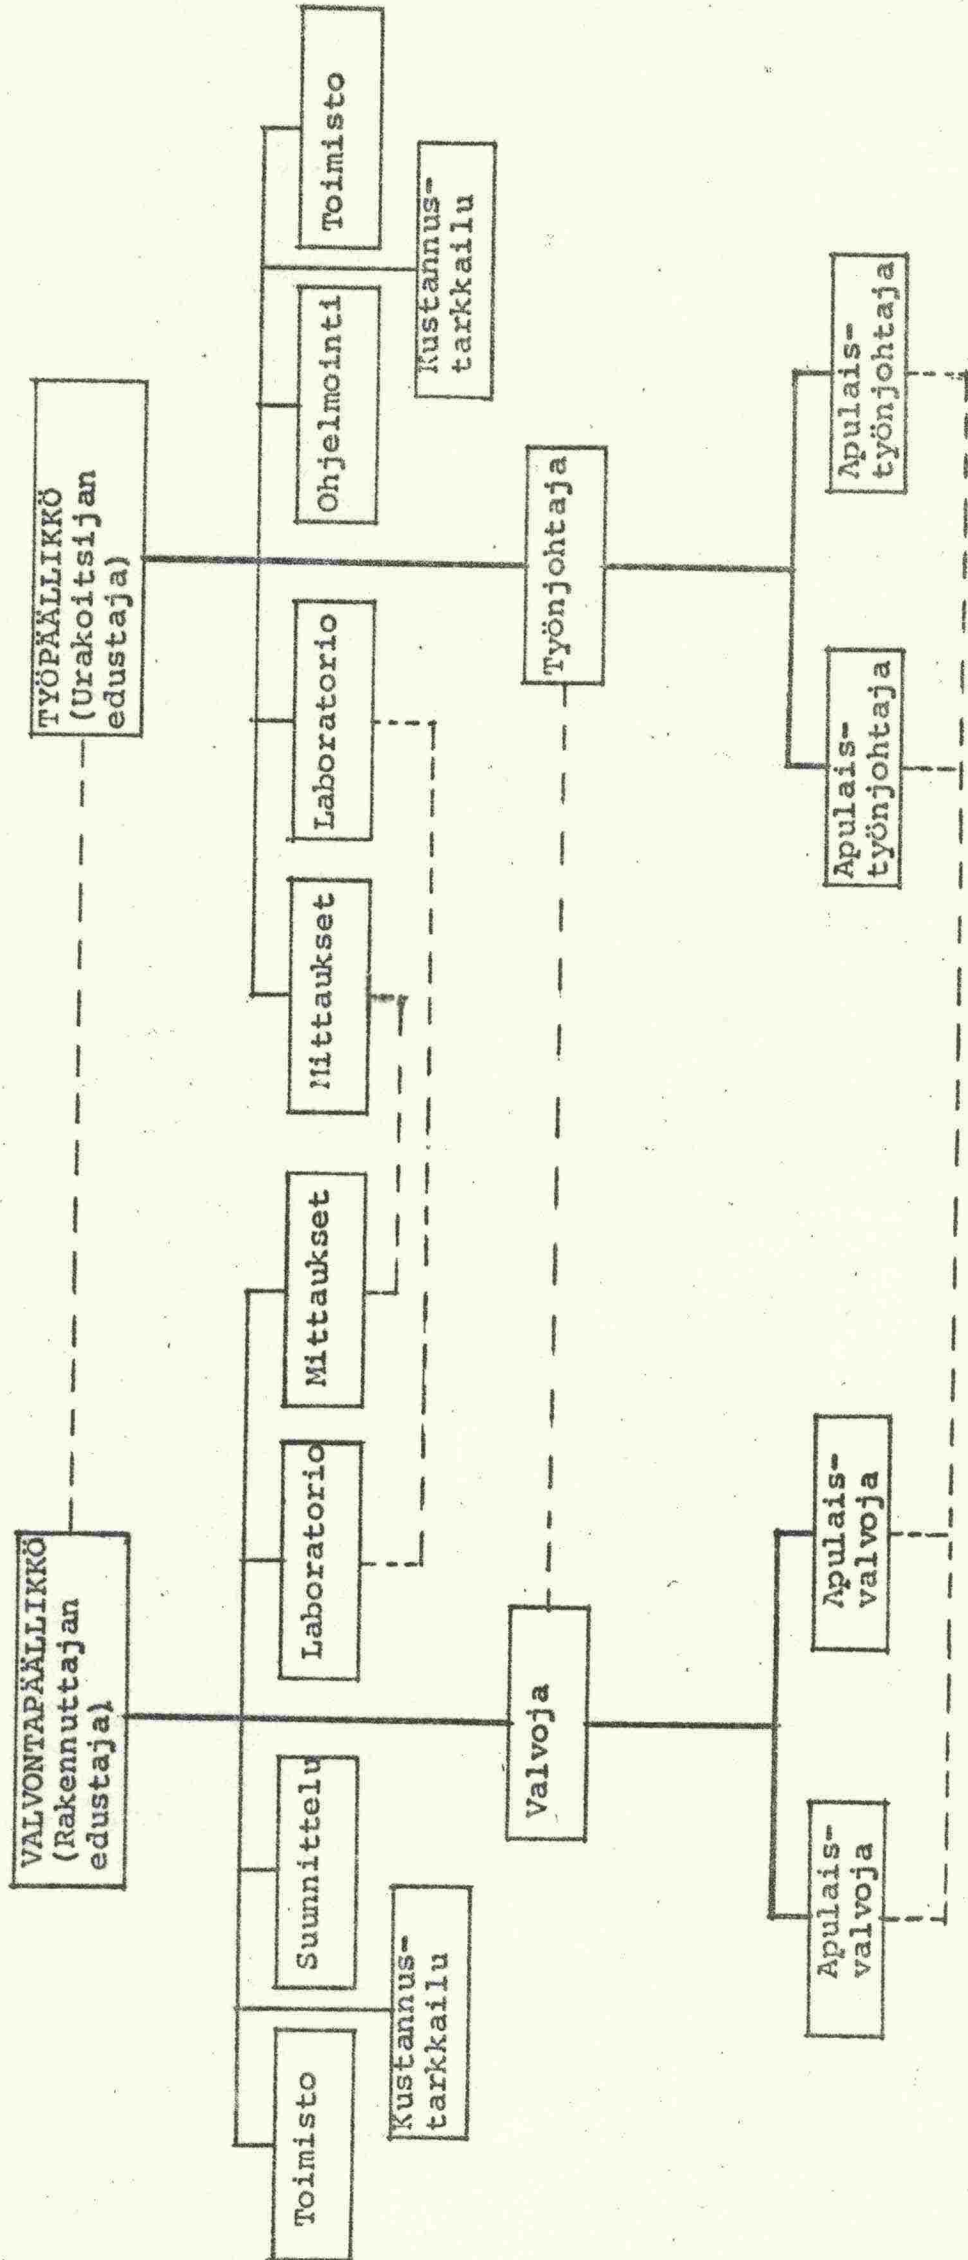 VALVONTAPÄÄLLIKKÖ
(Rakennuttajan
edustaja)
TYÖPÄÄLLIKKÖ
(Urakoitsijan
edustaja)
Toimisto
Suunnittelu
Laboratorio
Mittaukset
Mittaukset
Laboratorio
Ohjelmointi
Toimisto
Kustannus-
tarkkailu
Kustannus-
tarkkailu
Valvoja
Työnjohtaja
Apulais-
valvoja
Apulais-
valvoja
Apulais-
työnjohtaja
Apulais-
työnjohtaja